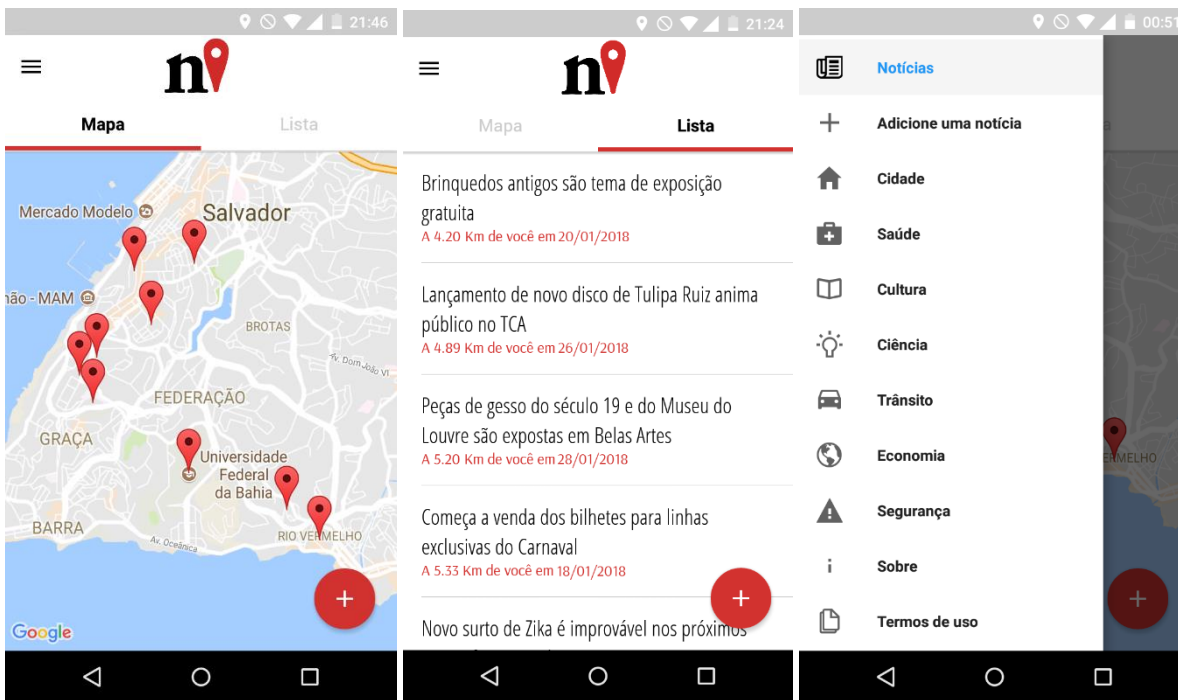 21:46
n
Mapa
Lista
Mercado Modelo
Salvador
não - MAM
BROTAS
Av. Dom João VI
FEDERAÇÃO
GRAÇA
Universidade
Federal
da Bahia
BARRA
Av. Oceânica
RIO VERMELHO
+
Google
21:24
n
Mapa
Lista
Brinquedos antigos são tema de exposição
gratuita
A 4.20 Km de você em 20/01/2018
Lançamento de novo disco de Tulipa Ruiz anima
público no TCA
A 4.89 Km de você em 26/01/2018
Peças de gesso do século 19 e do Museu do
Louvre são expostas em Belas Artes
A 5.20 Km de você em 28/01/2018
Começa a venda dos bilhetes para linhas
exclusivas do Carnaval
A 5.33 Km de você em 18/01/2018
+
Novo surto de Zika é improvável nos próximos
00:51
Notícias
Adicione uma notícia
a
Cidade
Saúde
Cultura
Ciência
Trânsito
Economia
ERMELHO
Segurança
Sobre
+
Termos de uso